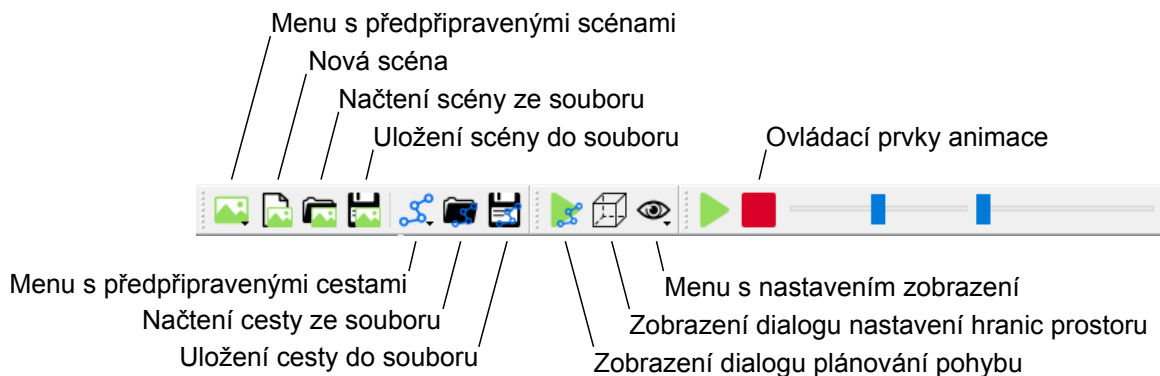 Menu s předpřipravenými scénami
Nová scéna
Načtení scény ze souboru
Uložení scény do souboru
Ovládací prvky animace
Menu s předpřipravenými cestami
Menu s nastavením zobrazení
Načtení cesty ze souboru
Zobrazení dialogu nastavení hranic prostoru
Uložení cesty do souboru
Zobrazení dialogu plánování pohybu